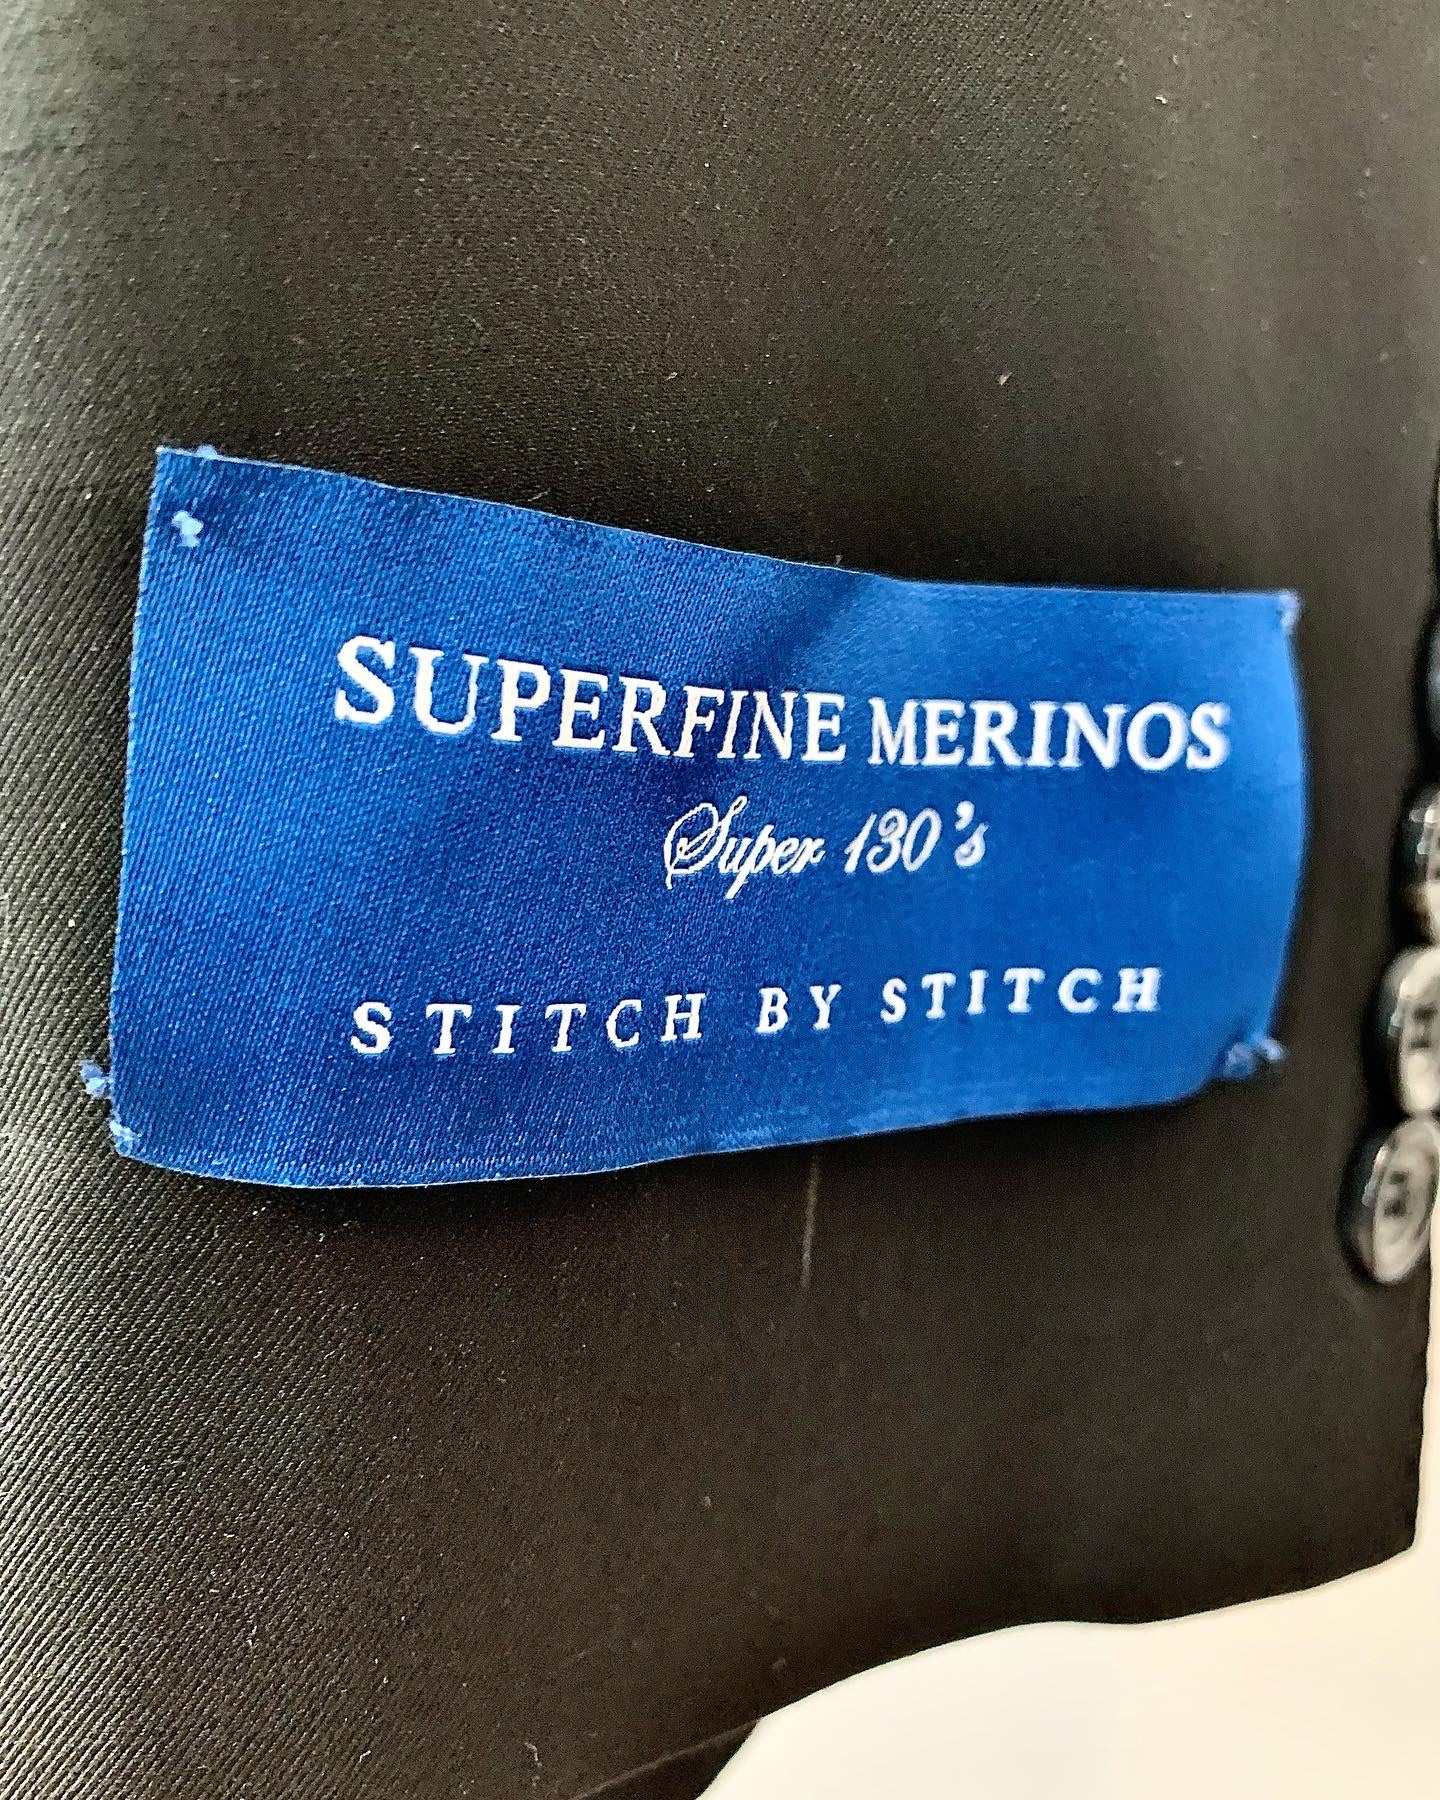 SUPERFINE MERINOS
Super 130's
STITCH BY STITCH